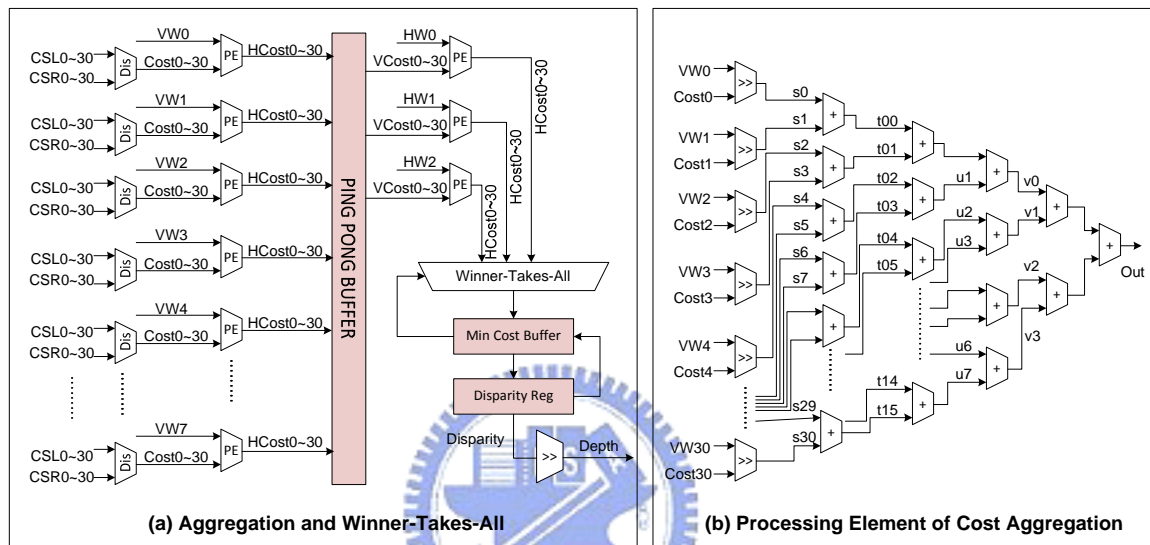 VW0
CSL0~30
CSR0~30
Dis
Cost0~30
PE
HCost0~30
VW1
CSL0~30
CSR0~30
Dis
Cost0~30
PE
HCost0~30
VW2
CSL0~30
CSR0~30
Dis
Cost0~30
PE
HCost0~30
VW3
CSL0~30
CSR0~30
Dis
Cost0~30
PE
HCost0~30
VW4
CSL0~30
CSR0~30
Dis
Cost0~30
PE
HCost0~30
VW7
CSL0~30
CSR0~30
Dis
Cost0~30
PE
HCost0~30
PING PONG BUFFER
HW0
VCost0~30
PE
HCost0~30
HW1
VCost0~30
PE
HCost0~30
HW2
VCost0~30
PE
HCost0~30
Winner-Takes-All
Min Cost Buffer
Disparity Reg
Disparity
>>
Depth
(a) Aggregation and Winner-Takes-All
VW0
Cost0
>>
VW1
Cost1
>>
VW2
Cost2
>>
VW3
Cost3
>>
VW4
Cost4
>>
VW30
Cost30
>>
s0
s1
s2
s3
s4
s5
s6
s7
s29
s30
+
+
+
+
+
+
t00
t01
t02
t03
t04
t05
t14
t15
+
+
+
+
u1
u2
u3
u6
u7
+
+
+
+
v0
v1
v2
v3
+
+
+
Out
(b) Processing Element of Cost Aggregation